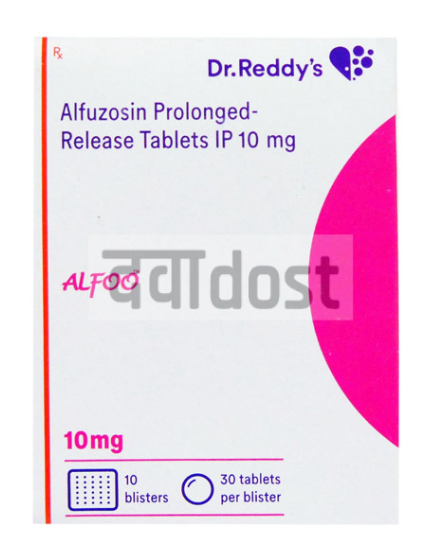 Rx
Dr.Reddy's
Alfuzosin Prolonged-
Release Tablets IP 10 mg
ALFOO
दवाdost
10mg
10
blisters
30 tablets
per blister